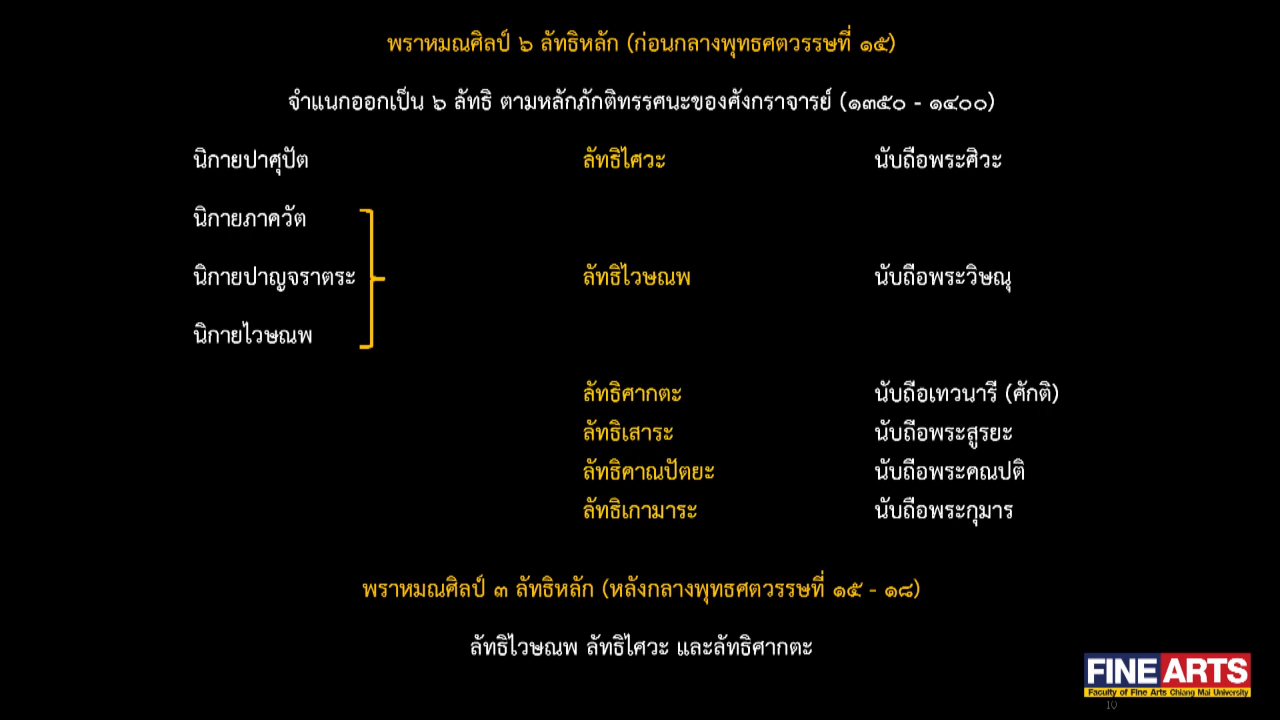 พราหมณศิลป์ ๖ ลัทธิหลัก (ก่อนกลางพุทธศตวรรษที่ ๑๕)
จำแนกออกเป็น ๖ ลัทธิ ตามหลักภักติทรรศนะของศังกราจารย์ (๑๓๕๐ - ๑๔๐๐)
นิกายปาศุปัต ลัทธิไศวะ นับถือพระศิวะ
นิกายภาควัต
นิกายปาญจราตระ ลัทธิไวษณพ นับถือพระวิษณุ
นิกายไวษณพ
ลัทธิศากตะ นับถือเทวนารี (ศักติ)
ลัทธิเสาระ นับถือพระสูรยะ
ลัทธิคาณปัตยะ นับถือพระคณปติ
ลัทธิเกามาระ นับถือพระกุมาร
พราหมณศิลป์ ๓ ลัทธิหลัก (หลังกลางพุทธศตวรรษที่ ๑๕ - ๑๘)
ลัทธิไวษณพ ลัทธิไศวะ และลัทธิศากตะ
FINE ARTS
Faculty of Fine Arts Chiang Mai University
10